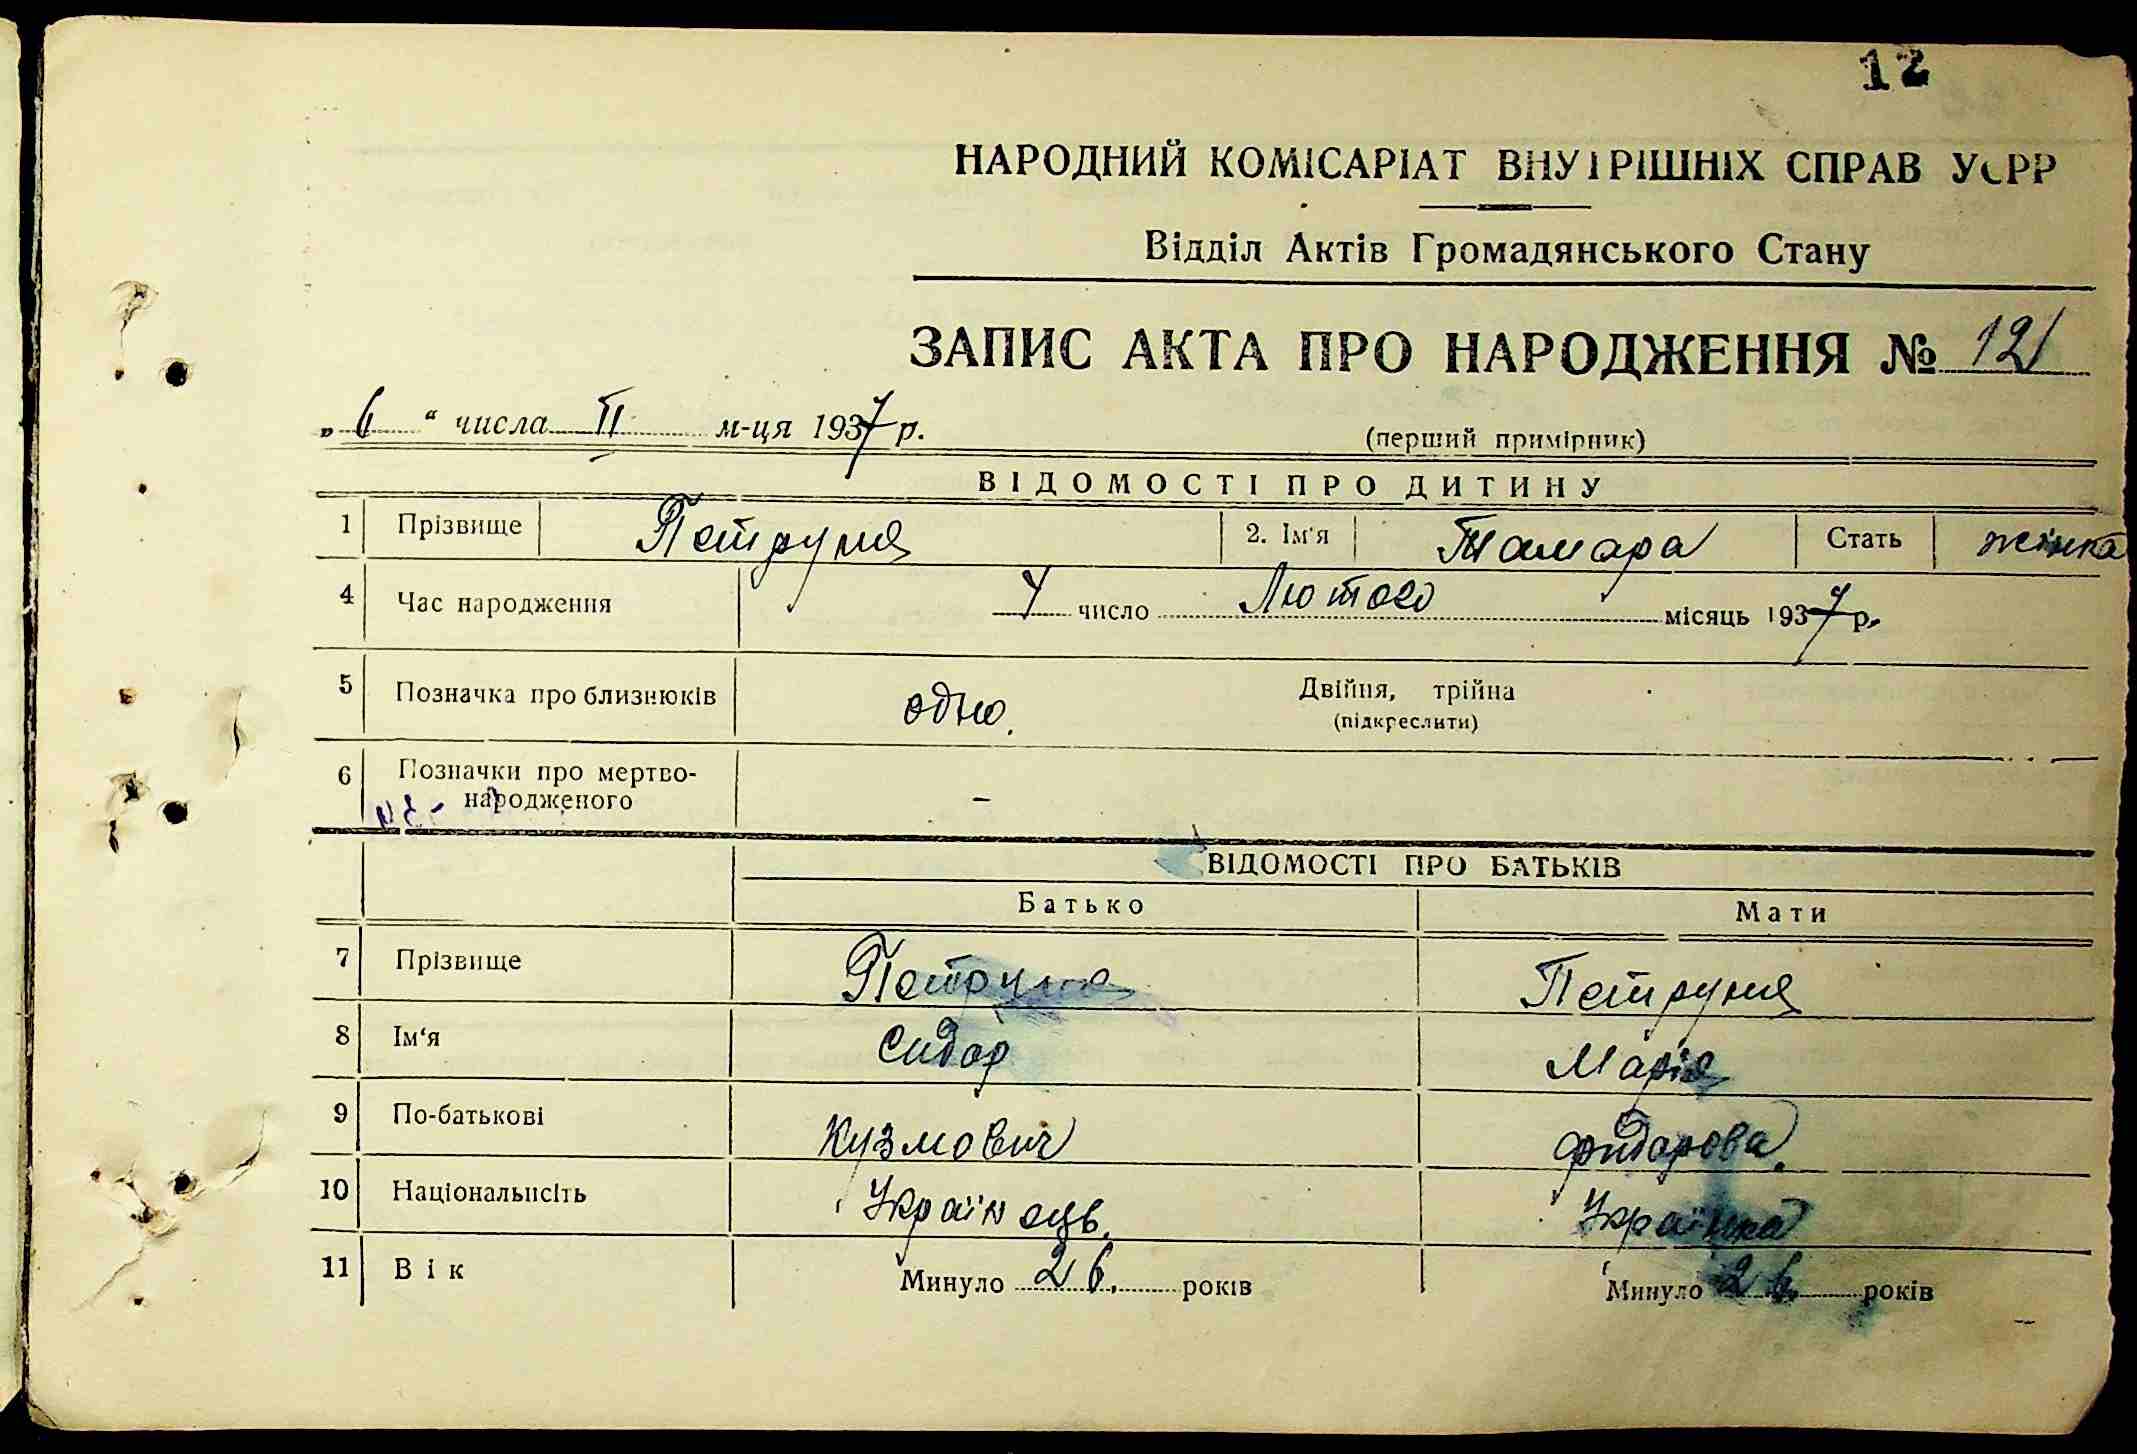 12
НАРОДНИЙ КОМІСАРІАТ ВНУТРІШНІХ СПРАВ УСРР
Відділ Актів Громадянського Стану
ЗАПИС АКТА ПРО НАРОДЖЕННЯ № 121
„ 6 “ числа II м-ця 1937 р.
(перший примірник)
ВІДОМОСТІ ПРО ДИТИНУ
1 Прізвище Петруня 2. Ім'я Тамара Стать жінка
4 Час народження 4 число Лютого місяць 1937 р.
5 Позначка про близнюків одно. Двійня, трійна
(підкреслити)
6 Позначки про мертво-
народженого –
ВІДОМОСТІ ПРО БАТЬКІВ
Батько Мати
7 Прізвище Петруня Петруня
8 Ім'я Сидор Марія
9 По-батькові Кузмович Фидорова.
10 Національність Українець. Українка
11 Вік Минуло 26. років Минуло 26. років